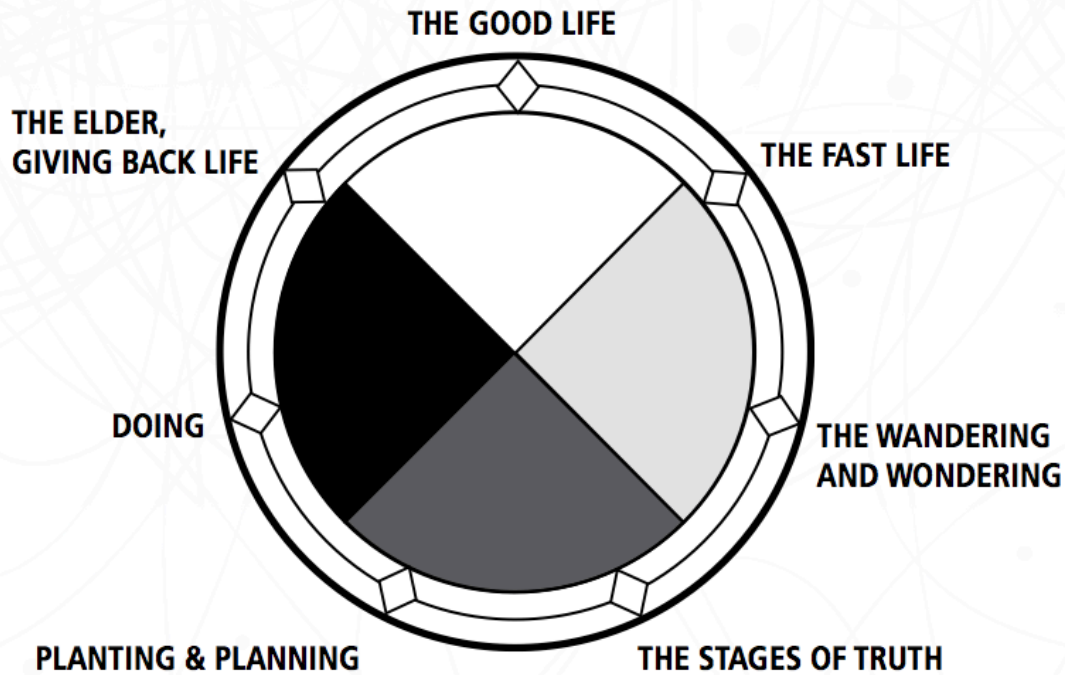 THE GOOD LIFE
THE ELDER,
GIVING BACK LIFE
THE FAST LIFE
DOING
THE WANDERING
AND WONDERING
PLANTING & PLANNING
THE STAGES OF TRUTH